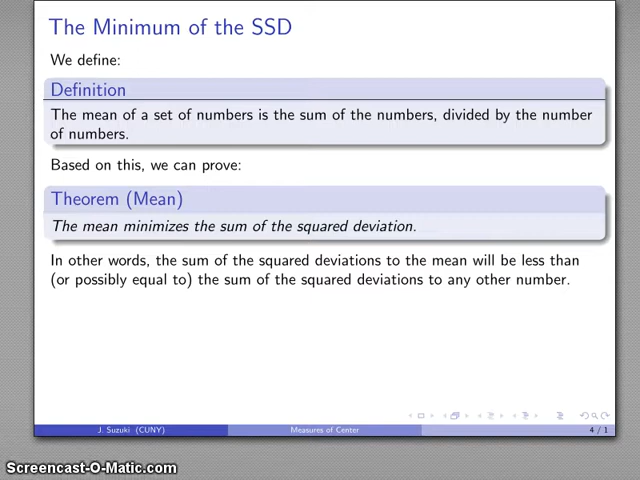 The Minimum of the SSD
We define:
Definition
The mean of a set of numbers is the sum of the numbers, divided by the number
of numbers.
Based on this, we can prove:
Theorem (Mean)
The mean minimizes the sum of the squared deviation.
In other words, the sum of the squared deviations to the mean will be less than
(or possibly equal to) the sum of the squared deviations to any other number.
J. Suzuki (CUNY)
Measures of Center
4 / 1
Screencast-O-Matic.com